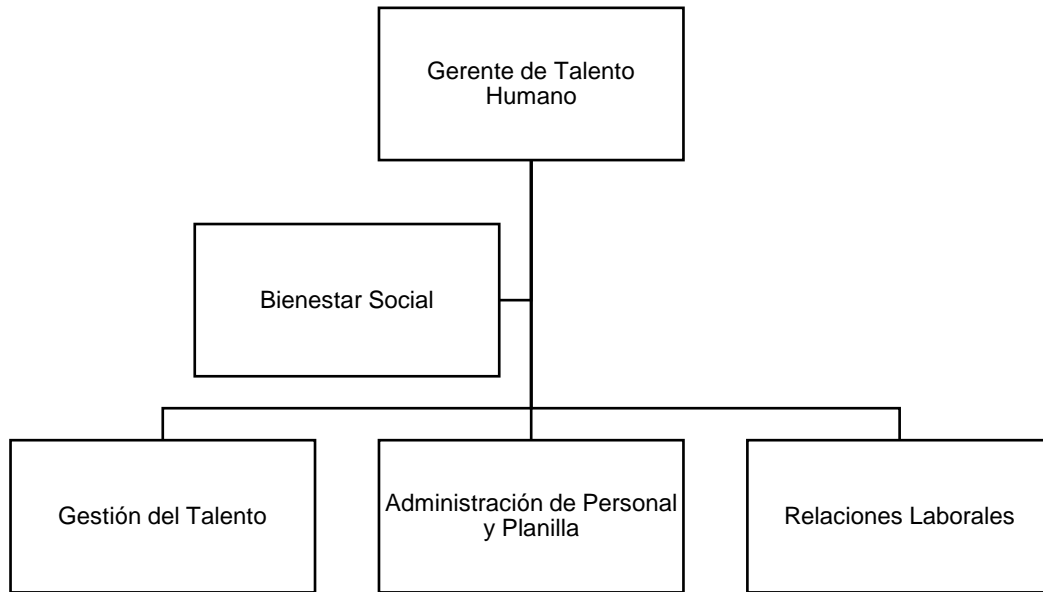 Gerente de Talento
Humano
Bienestar Social
Gestión del Talento
Administración de Personal
y Planilla
Relaciones Laborales